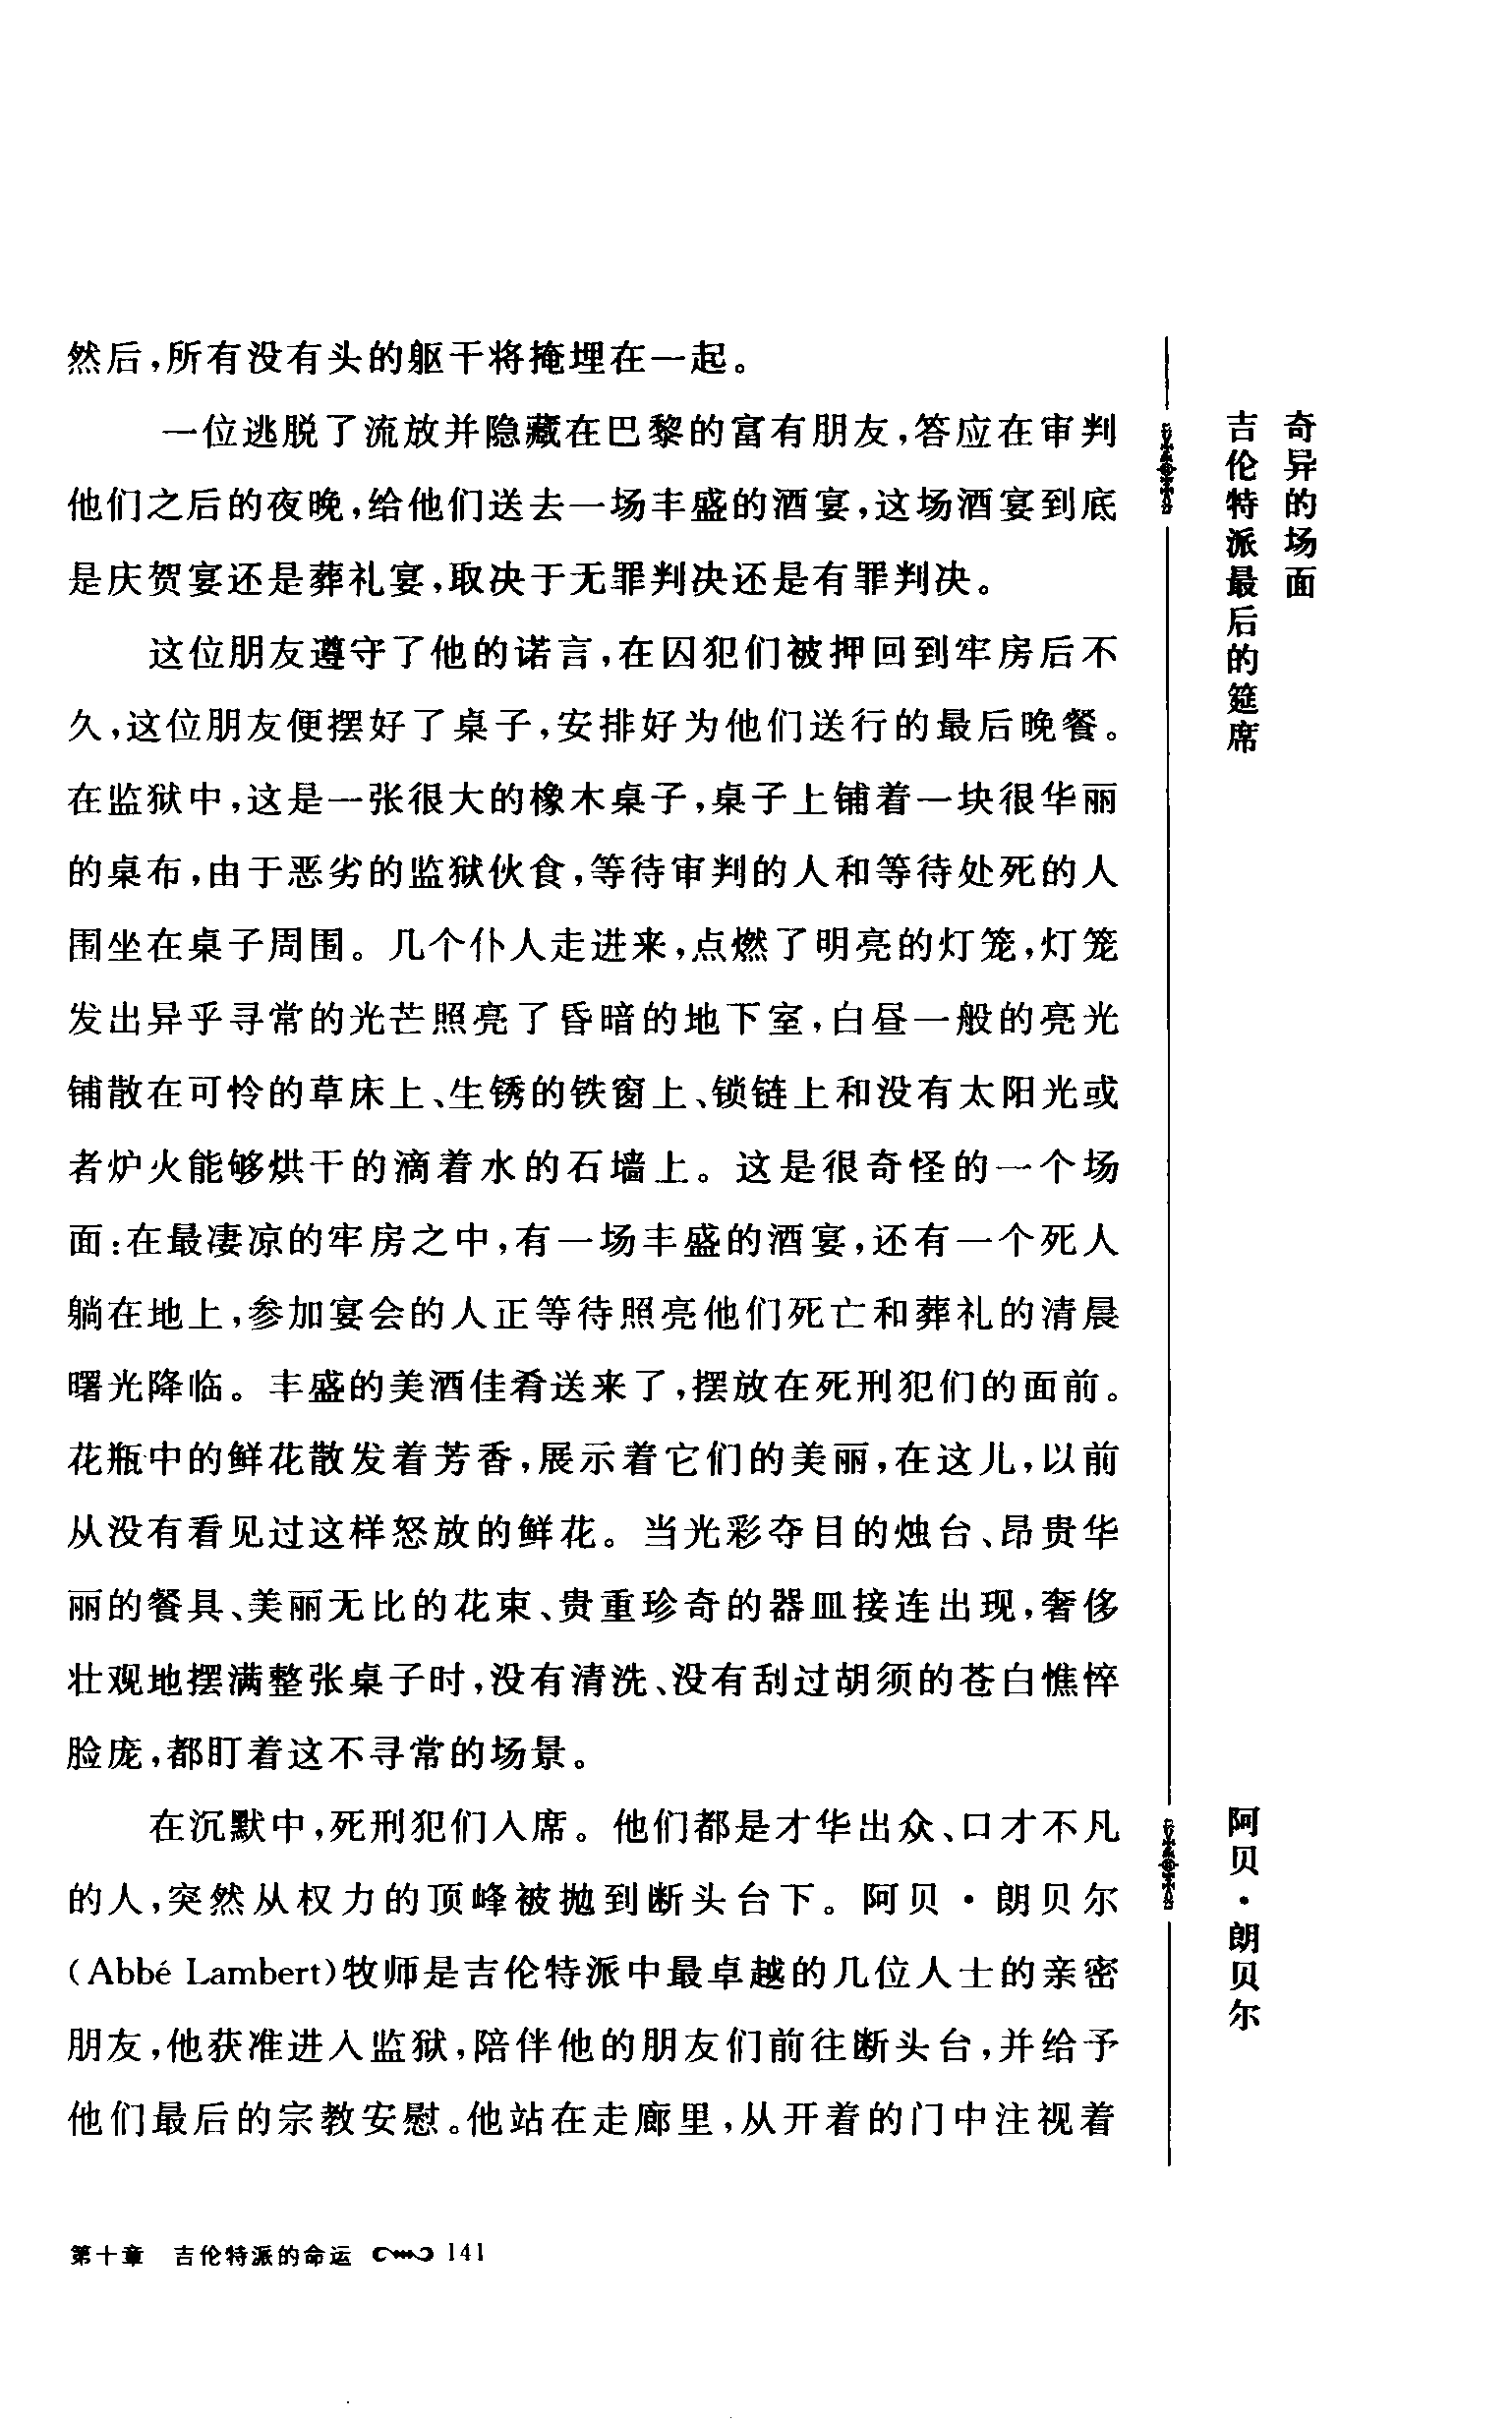 然后，所有没有头的躯干将掩埋在一起。
一位逃脱了流放并隐藏在巴黎的富有朋友，答应在审判
他们之后的夜晚，给他们送去一场丰盛的酒宴，这场酒宴到底
是庆贺宴还是葬礼宴，取决于无罪判决还是有罪判决。
这位朋友遵守了他的诺言，在囚犯们被押回到牢房后不
久，这位朋友便摆好了桌子，安排好为他们送行的最后晚餐。
在监狱中，这是一张很大的橡木桌子，桌子上铺着一块很华丽
的桌布，由于恶劣的监狱伙食，等待审判的人和等待处死的人
围坐在桌子周围。几个仆人走进来，点燃了明亮的灯笼，灯笼
发出异乎寻常的光芒照亮了昏暗的地下室，白昼一般的亮光
铺散在可怜的草床上、生锈的铁窗上、锁链上和没有太阳光或
者炉火能够烘干的滴着水的石墙上。这是很奇怪的一个场
面：在最凄凉的牢房之中，有一场丰盛的酒宴，还有一个死人
躺在地上，参加宴会的人正等待照亮他们死亡和葬礼的清晨
曙光降临。丰盛的美酒佳肴送来了，摆放在死刑犯们的面前。
花瓶中的鲜花散发着芳香，展示着它们的美丽，在这儿，以前
从没有看见过这样怒放的鲜花。当光彩夺目的烛台、昂贵华
丽的餐具、美丽无比的花束、贵重珍奇的器皿接连出现，奢侈
壮观地摆满整张桌子时，没有清洗、没有刮过胡须的苍白憔悴
脸庞，都盯着这不寻常的场景。
在沉默中，死刑犯们入席。他们都是才华出众、口才不凡
的人，突然从权力的顶峰被抛到断头台下。阿贝·朗贝尔
（Abbé Lambert）牧师是吉伦特派中最卓越的几位人士的亲密
朋友，他获准进入监狱，陪伴他的朋友们前往断头台，并给予
他们最后的宗教安慰。他站在走廊里，从开着的门中注视着
奇异的场面
吉伦特派最后的筵席
阿贝·朗贝尔
第十章 吉伦特派的命运 141